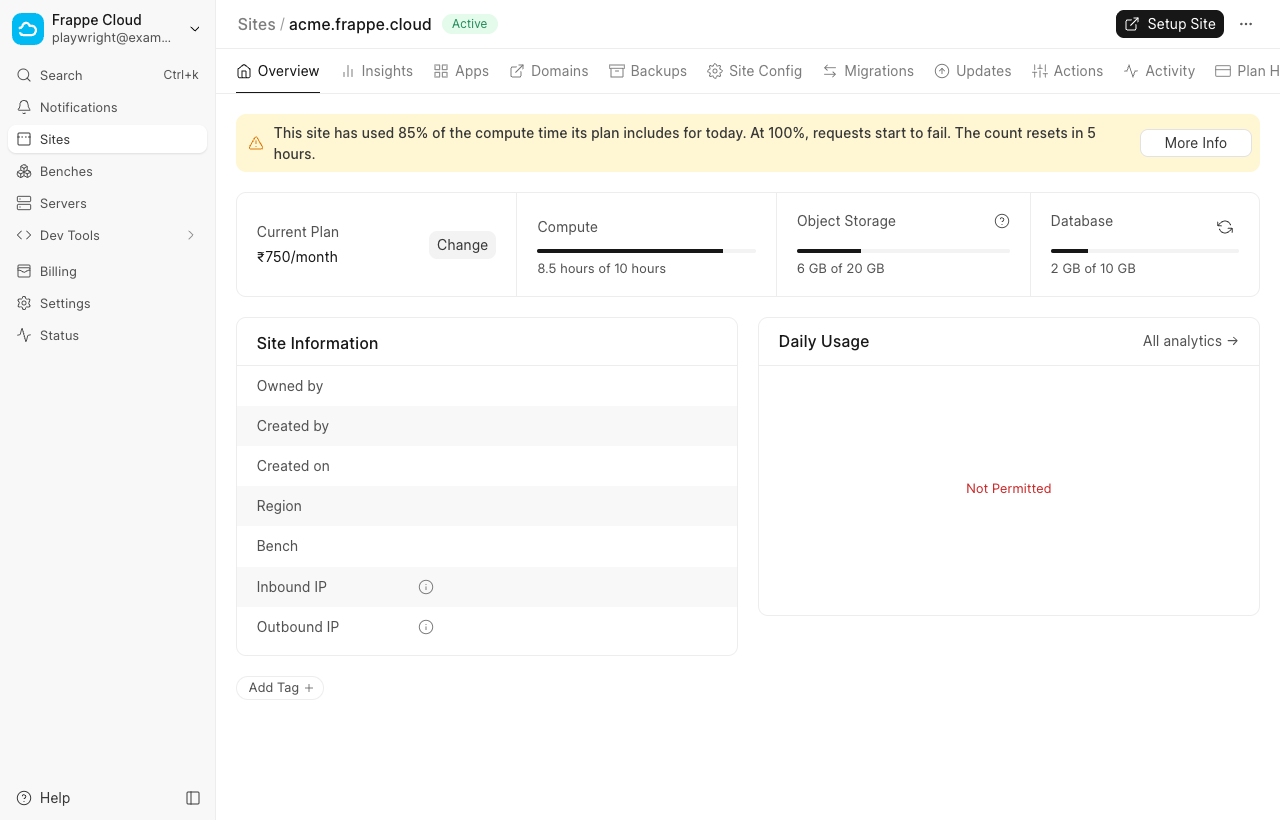 Frappe Cloud
playwright@exam...
Search Ctrl+k
Notifications
Sites
Benches
Servers
Dev Tools
Billing
Settings
Status
Help
Sites / acme.frappe.cloud Active
Setup Site
Overview Insights Apps Domains Backups Site Config Migrations Updates Actions Activity Plan H
This site has used 85% of the compute time its plan includes for today. At 100%, requests start to fail. The count resets in 5
hours.
More Info
Current Plan
₹750/month
Change
Compute
8.5 hours of 10 hours
Object Storage
6 GB of 20 GB
Database
2 GB of 10 GB
Site Information
Owned by
Created by
Created on
Region
Bench
Inbound IP
Outbound IP
Daily Usage
All analytics →
Not Permitted
Add Tag +